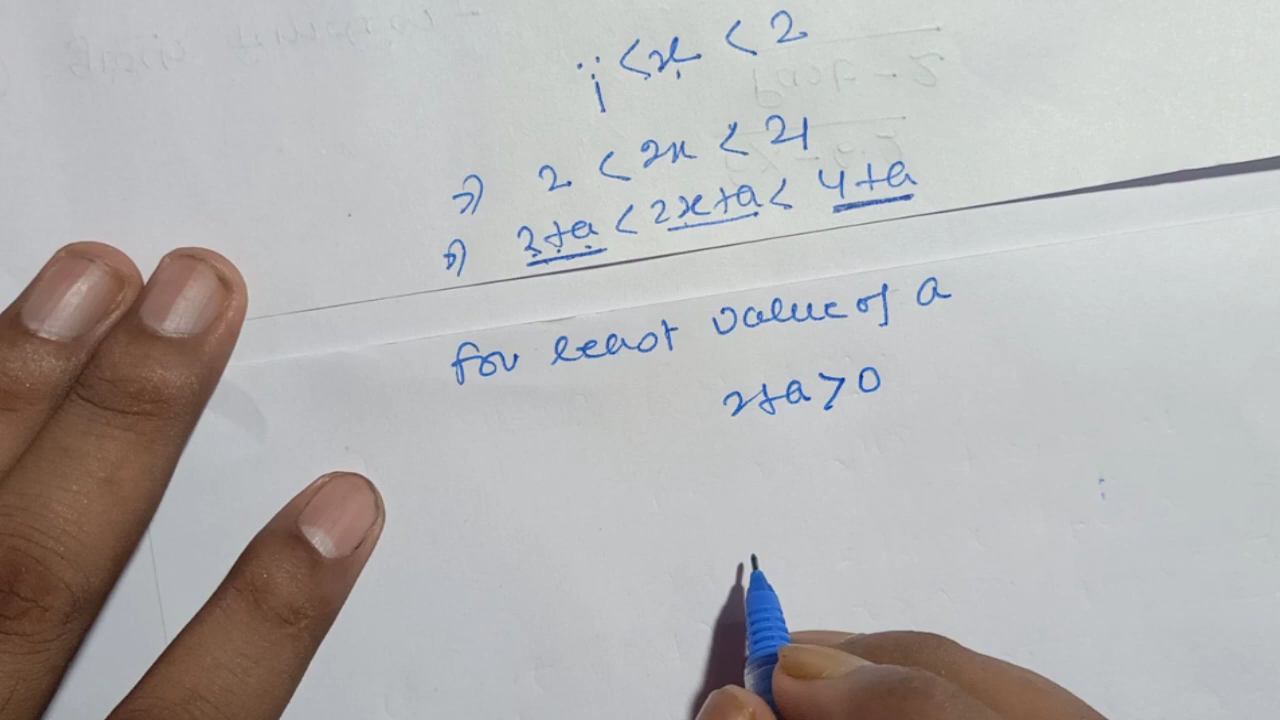 1 < x < 2
⇒ 2 < 2x < 4
⇒ 2+a < 2x+a < 4+a
for least value of a
2+a > 0